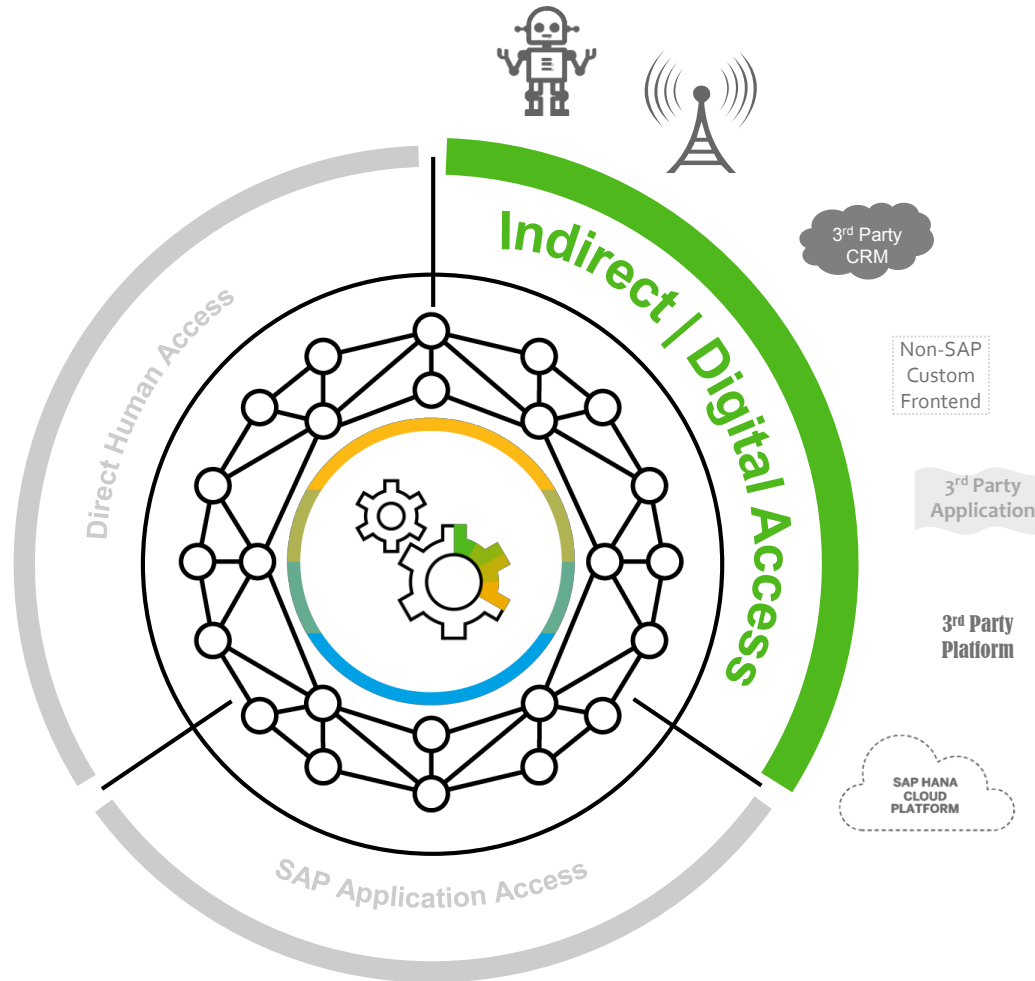 3rd Party
CRM
Indirect | Digital Access
Direct Human Access
Non-SAP
Custom
Frontend
3rd Party
Application
3rd Party
Platform
SAP HANA
CLOUD
PLATFORM
SAP Application Access